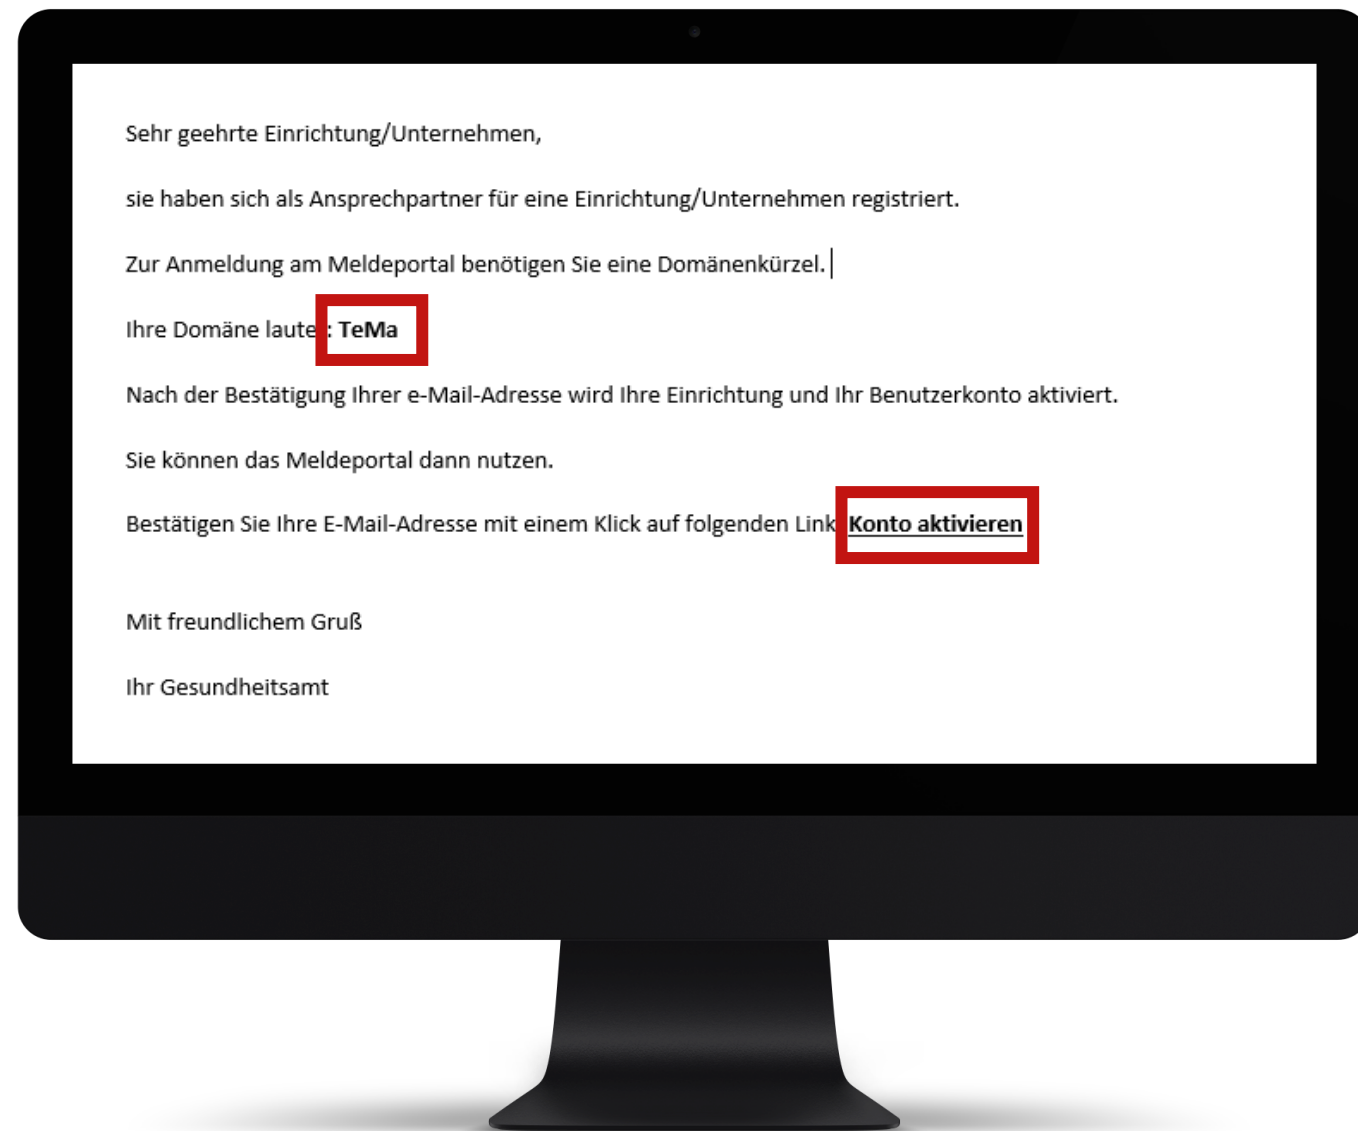 Sehr geehrte Einrichtung/Unternehmen,
sie haben sich als Ansprechpartner für eine Einrichtung/Unternehmen registriert.
Zur Anmeldung am Meldeportal benötigen Sie eine Domänenkürzel.
Ihre Domäne lautet: TeMa
Nach der Bestätigung Ihrer e-Mail-Adresse wird Ihre Einrichtung und Ihr Benutzerkonto aktiviert.
Sie können das Meldeportal dann nutzen.
Bestätigen Sie Ihre E-Mail-Adresse mit einem Klick auf folgenden Link Konto aktivieren
Mit freundlichem Gruß
Ihr Gesundheitsamt